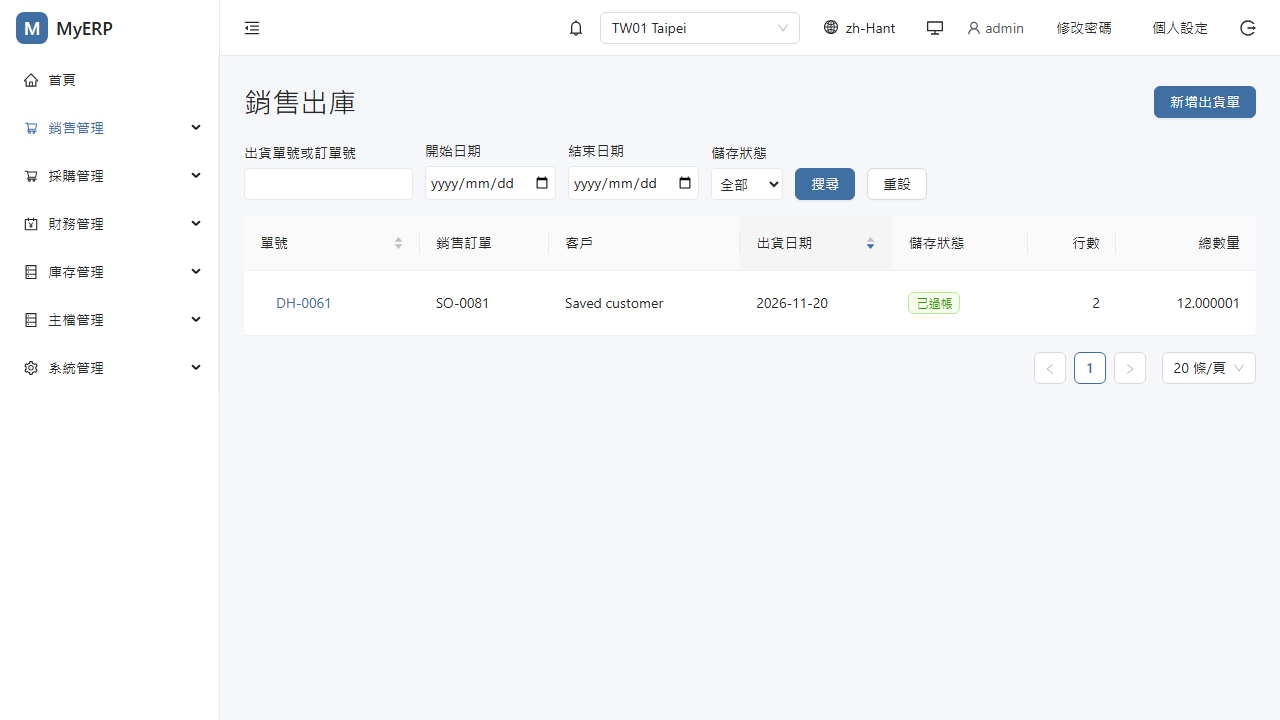 M MyERP
TW01 Taipei
zh-Hant
admin
修改密碼
個人設定
首頁
銷售管理
採購管理
財務管理
庫存管理
主檔管理
系統管理
銷售出庫
新增出貨單
出貨單號或訂單號
開始日期
結束日期
儲存狀態
yyyy/mm/dd
yyyy/mm/dd
全部
搜尋
重設
單號 銷售訂單 客戶 出貨日期 儲存狀態 行數 總數量
DH-0061 SO-0081 Saved customer 2026-11-20 已過帳 2 12.000001
1
20 條/頁